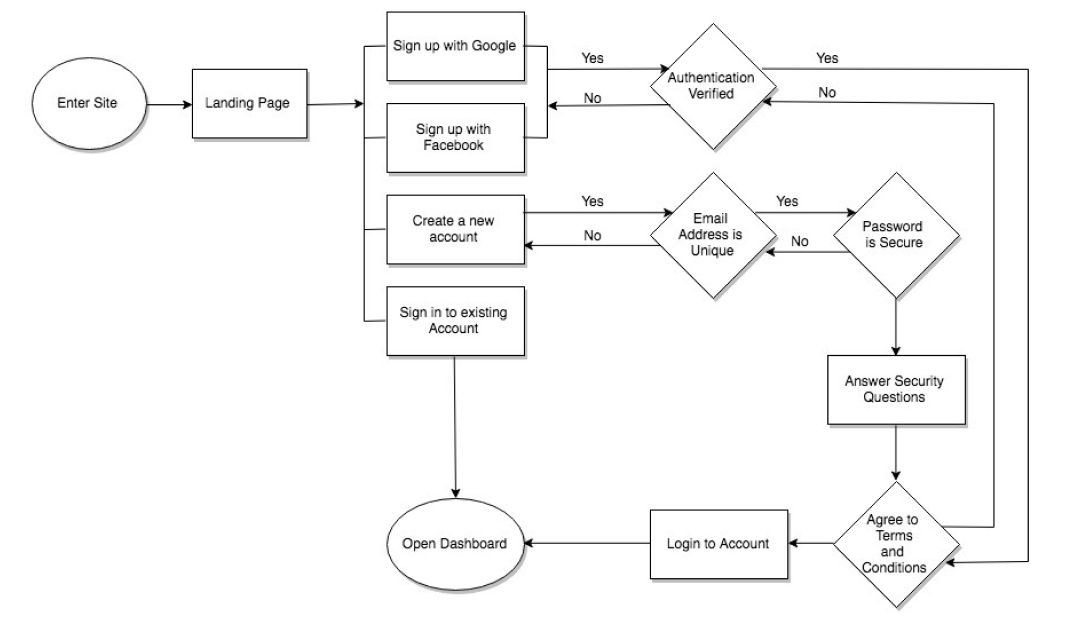 Sign up with Google
Yes
Yes
Enter Site
Landing Page
Authentication
Verified
No
No
Sign up with
Facebook
Create a new
account
Yes
No
Email
Address is
Unique
Yes
No
Password
is Secure
Sign in to existing
Account
Answer Security
Questions
Open Dashboard
Login to Account
Agree to
Terms
and
Conditions